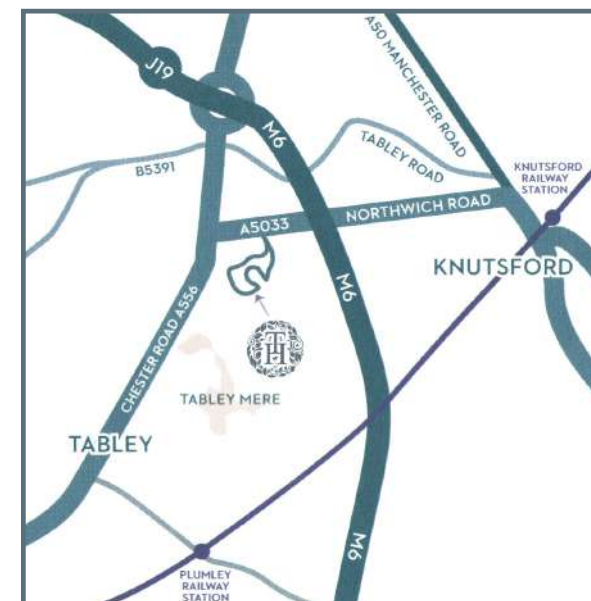 J19
A50 MANCHESTER ROAD
M6
TABLEY ROAD
B5391
KNUTSFORD
RAILWAY
STATION
NORTHWICH ROAD
A5033
KNUTSFORD
M6
CHESTER ROAD A556
TH
TABLEY MERE
TABLEY
M6
PLUMLEY
RAILWAY
STATION